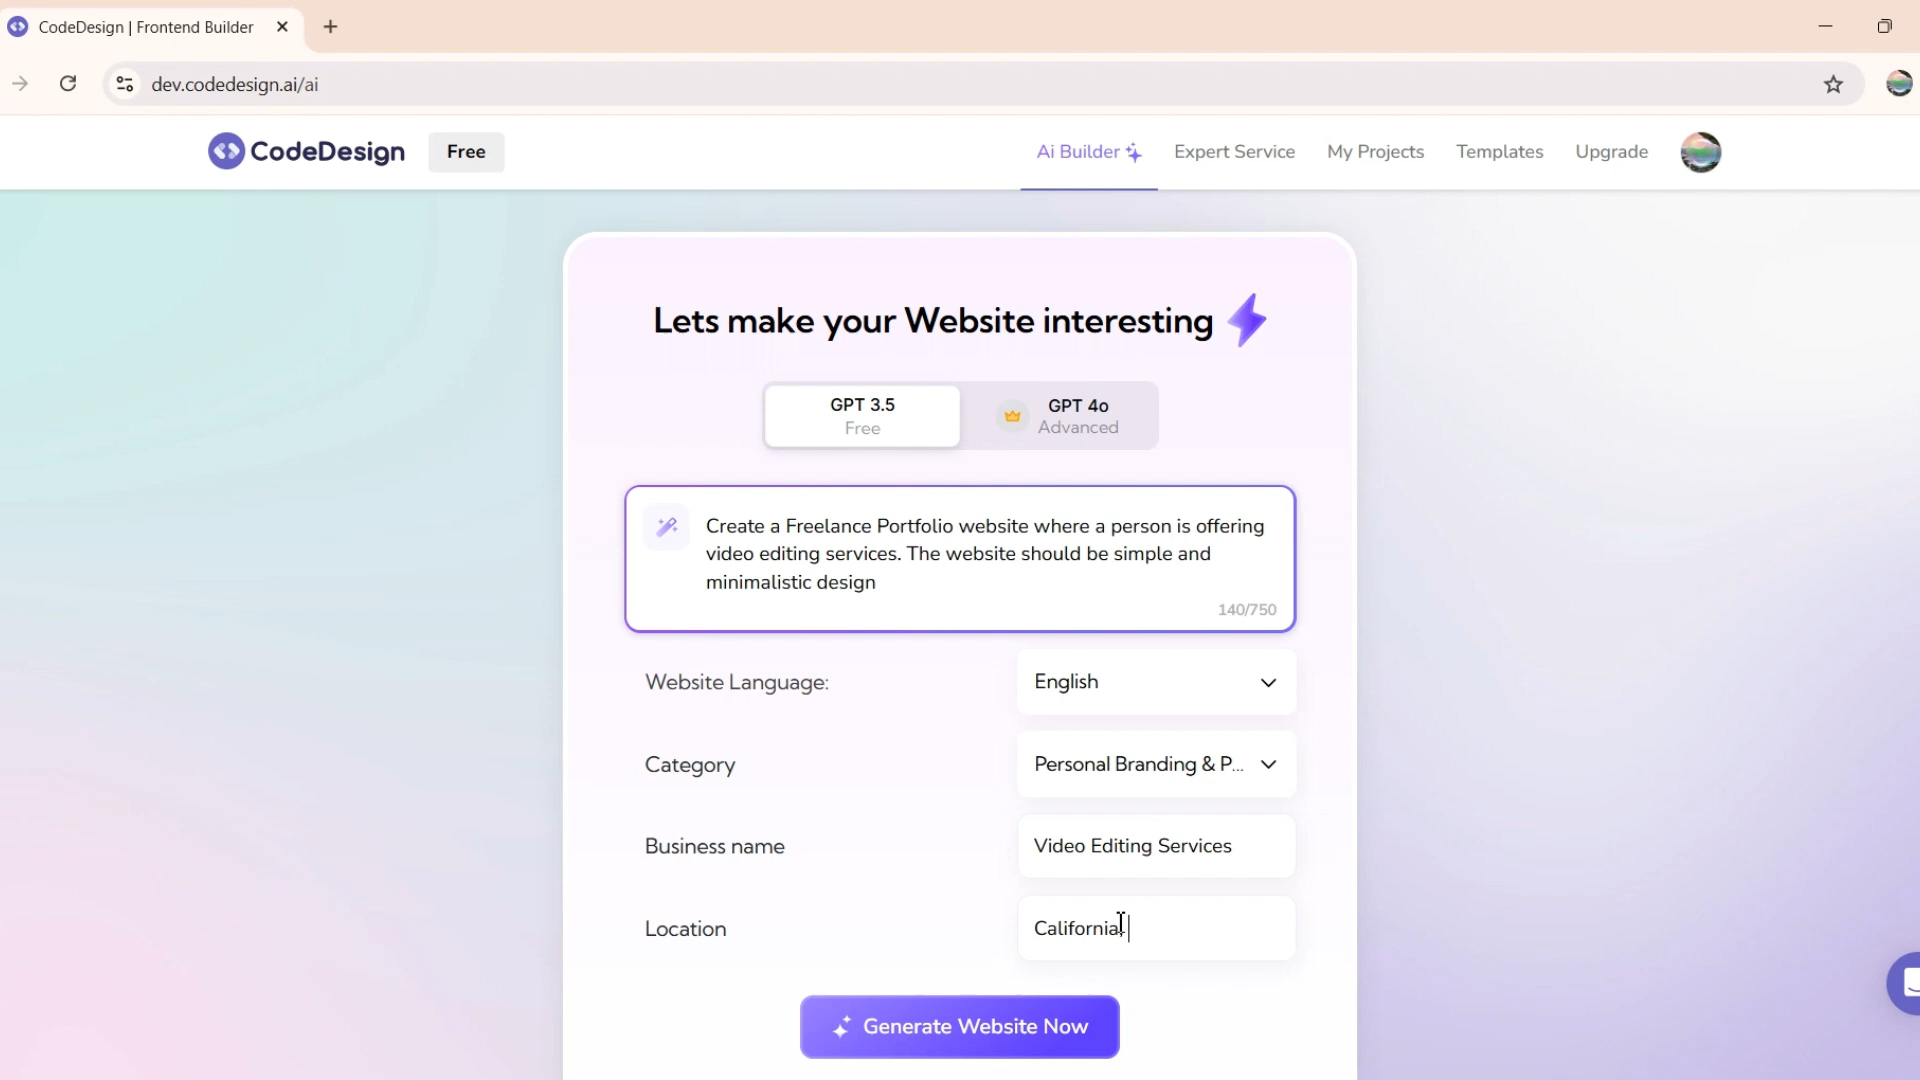 CodeDesign | Frontend Builder
dev.codedesign.ai/ai
CodeDesign
Free
Ai Builder
Expert Service
My Projects
Templates
Upgrade
Lets make your Website interesting
GPT 3.5
Free
GPT 4o
Advanced
Create a Freelance Portfolio website where a person is offering
video editing services. The website should be simple and
minimalistic design
140/750
Website Language:
English
Category
Personal Branding & P...
Business name
Video Editing Services
Location
California
Generate Website Now